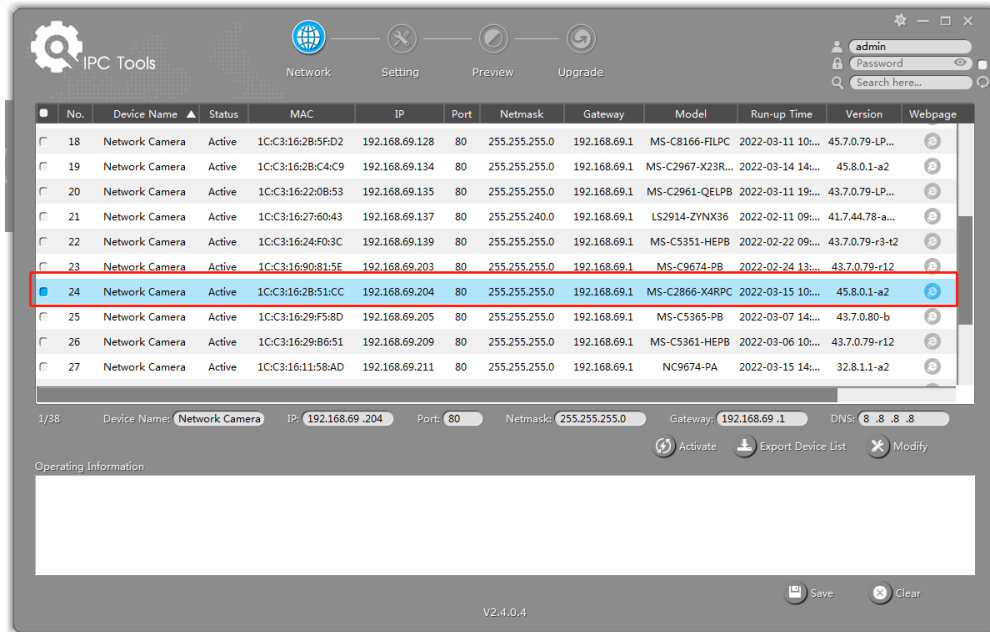 IPC Tools
Network Setting Preview Upgrade
admin
Password
Search here...
No. Device Name ▲ Status MAC IP Port Netmask Gateway Model Run-up Time Version Webpage
18 Network Camera Active 1C:C3:16:2B:5F:D2 192.168.69.128 80 255.255.255.0 192.168.69.1 MS-C8166-FILPC 2022-03-11 10:... 45.7.0.79-LP...
19 Network Camera Active 1C:C3:16:2B:C4:C9 192.168.69.134 80 255.255.255.0 192.168.69.1 MS-C2967-X23R... 2022-03-14 14:... 45.8.0.1-a2
20 Network Camera Active 1C:C3:16:22:0B:53 192.168.69.135 80 255.255.255.0 192.168.69.1 MS-C2961-QELPB 2022-03-11 19:... 43.7.0.79-LP...
21 Network Camera Active 1C:C3:16:27:60:43 192.168.69.137 80 255.255.240.0 192.168.69.1 LS2914-ZYNX36 2022-02-11 09:... 41.7.44.78-a...
22 Network Camera Active 1C:C3:16:24:F0:3C 192.168.69.139 80 255.255.255.0 192.168.69.1 MS-C5351-HEPB 2022-02-22 09:... 43.7.0.79-r3-t2
23 Network Camera Active 1C:C3:16:90:81:5E 192.168.69.203 80 255.255.255.0 192.168.69.1 MS-C9674-PB 2022-02-24 13:... 43.7.0.79-r12
24 Network Camera Active 1C:C3:16:2B:51:CC 192.168.69.204 80 255.255.255.0 192.168.69.1 MS-C2866-X4RPC 2022-03-15 10:... 45.8.0.1-a2
25 Network Camera Active 1C:C3:16:29:F5:8D 192.168.69.205 80 255.255.255.0 192.168.69.1 MS-C5365-PB 2022-03-07 14:... 43.7.0.80-b
26 Network Camera Active 1C:C3:16:29:B6:51 192.168.69.209 80 255.255.255.0 192.168.69.1 MS-C5361-HEPB 2022-03-06 10:... 43.7.0.79-r12
27 Network Camera Active 1C:C3:16:11:58:AD 192.168.69.211 80 255.255.255.0 192.168.69.1 NC9674-PA 2022-03-15 14:... 32.8.1.1-a2
1/38 Device Name: Network Camera IP: 192.168.69 .204 Port: 80 Netmask: 255.255.255.0 Gateway: 192.168.69 .1 DNS: 8 .8 .8 .8
Activate Export Device List Modify
Operating Information
Save Clear
V2.4.0.4